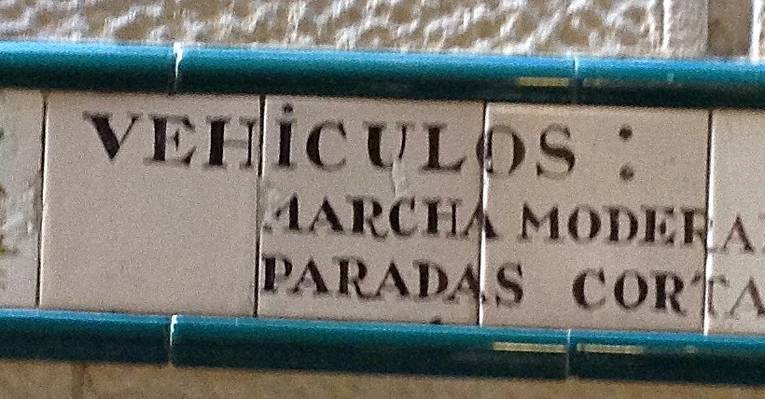 VEHİCULOS :
MARCHA MODERA
PARADAS CORTA